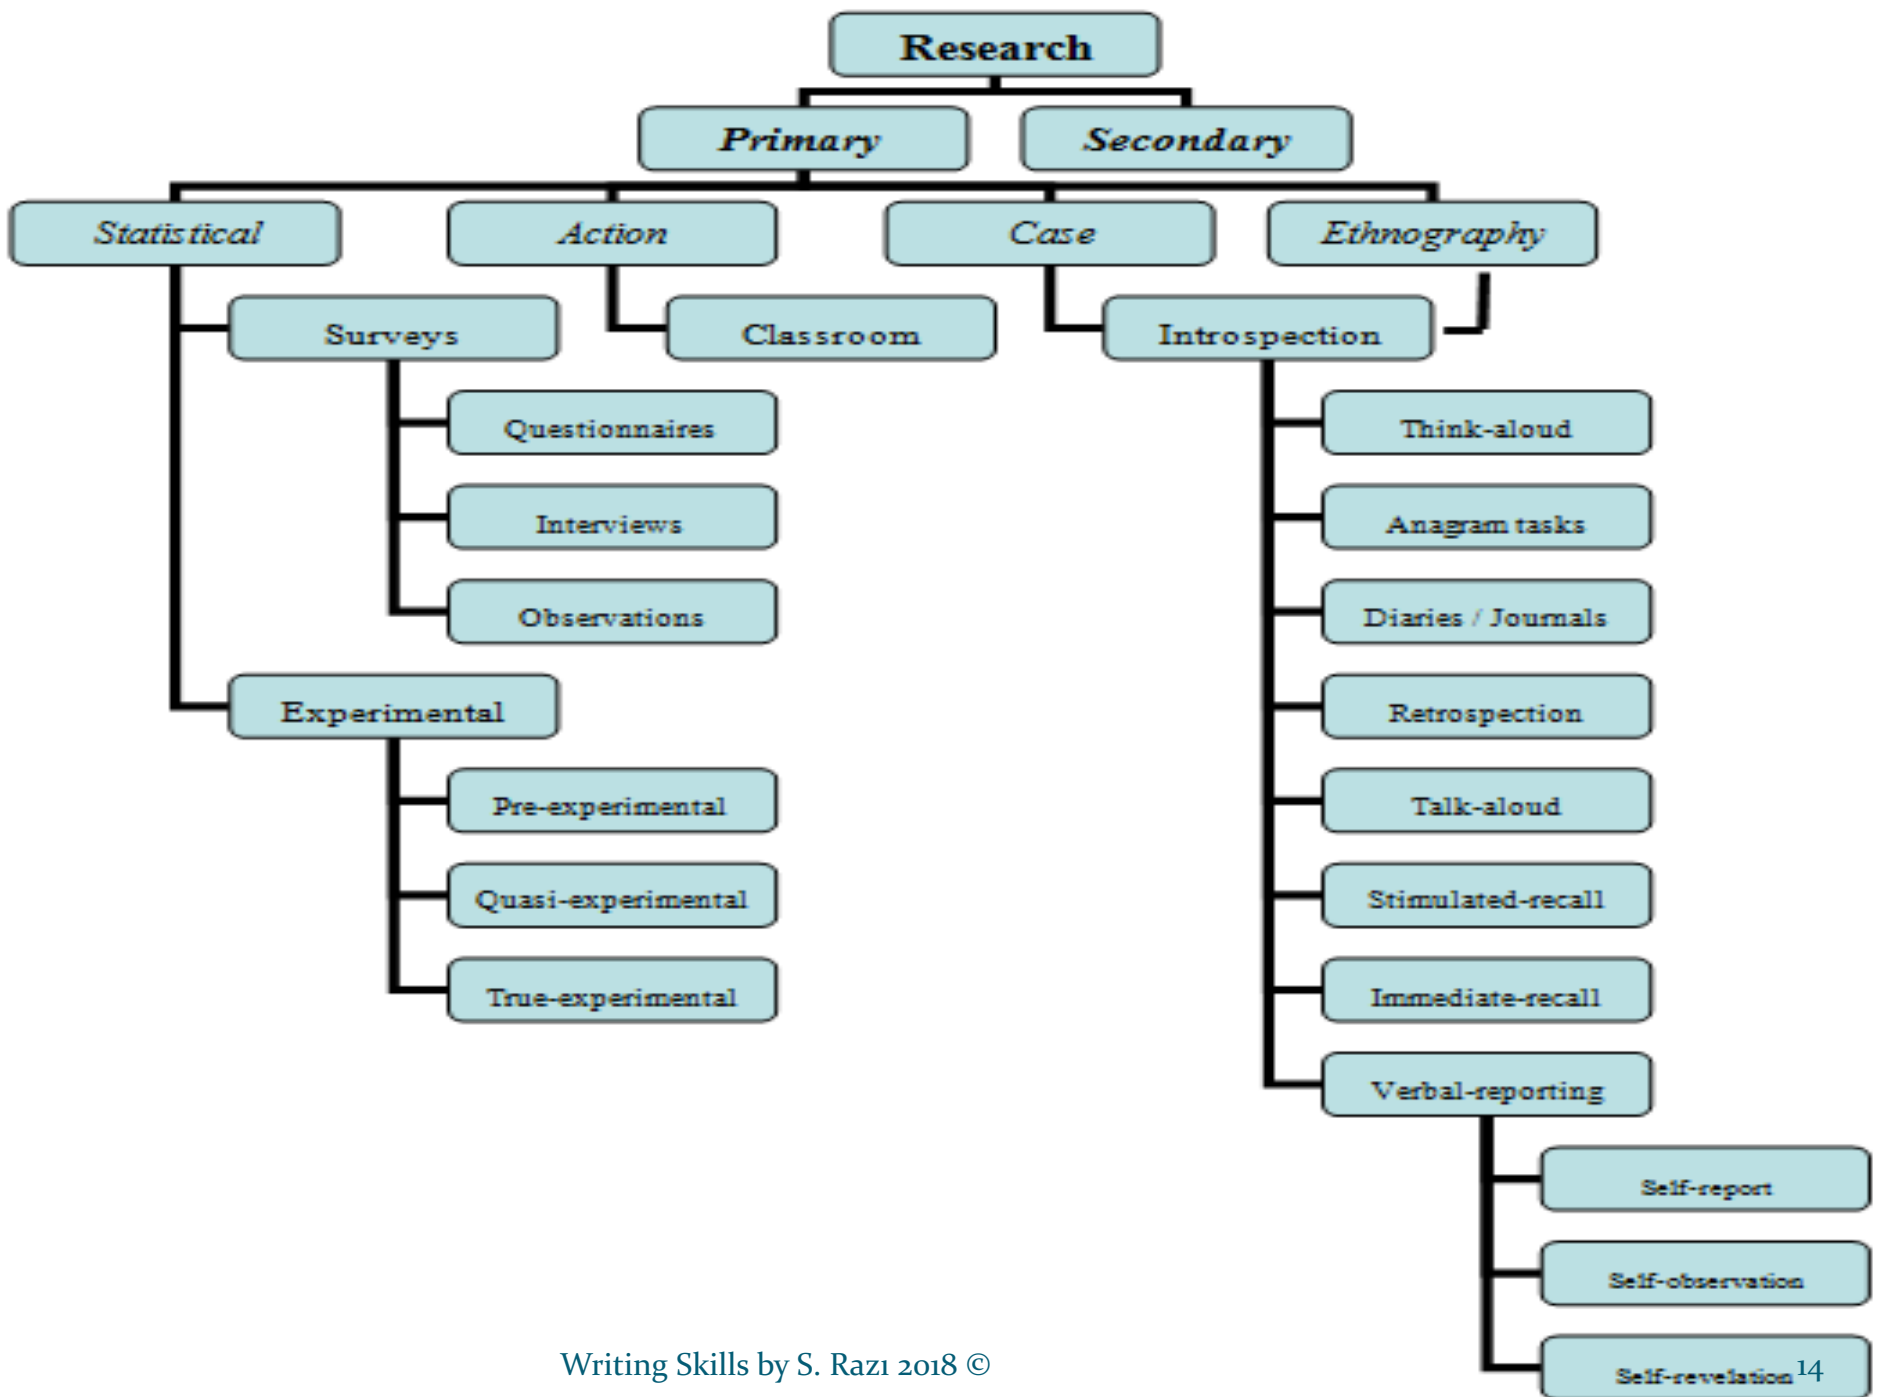 Research
Primary
Secondary
Statistical
Action
Case
Ethnography
Surveys
Classroom
Introspection
Questionnaires
Think-aloud
Interviews
Anagram tasks
Observations
Diaries / Journals
Experimental
Retrospection
Pre-experimental
Talk-aloud
Quasi-experimental
Stimulated-recall
True-experimental
Immediate-recall
Verbal-reporting
Self-report
Self-observation
Self-revelation
Writing Skills by S. Razı 2018 ©
14